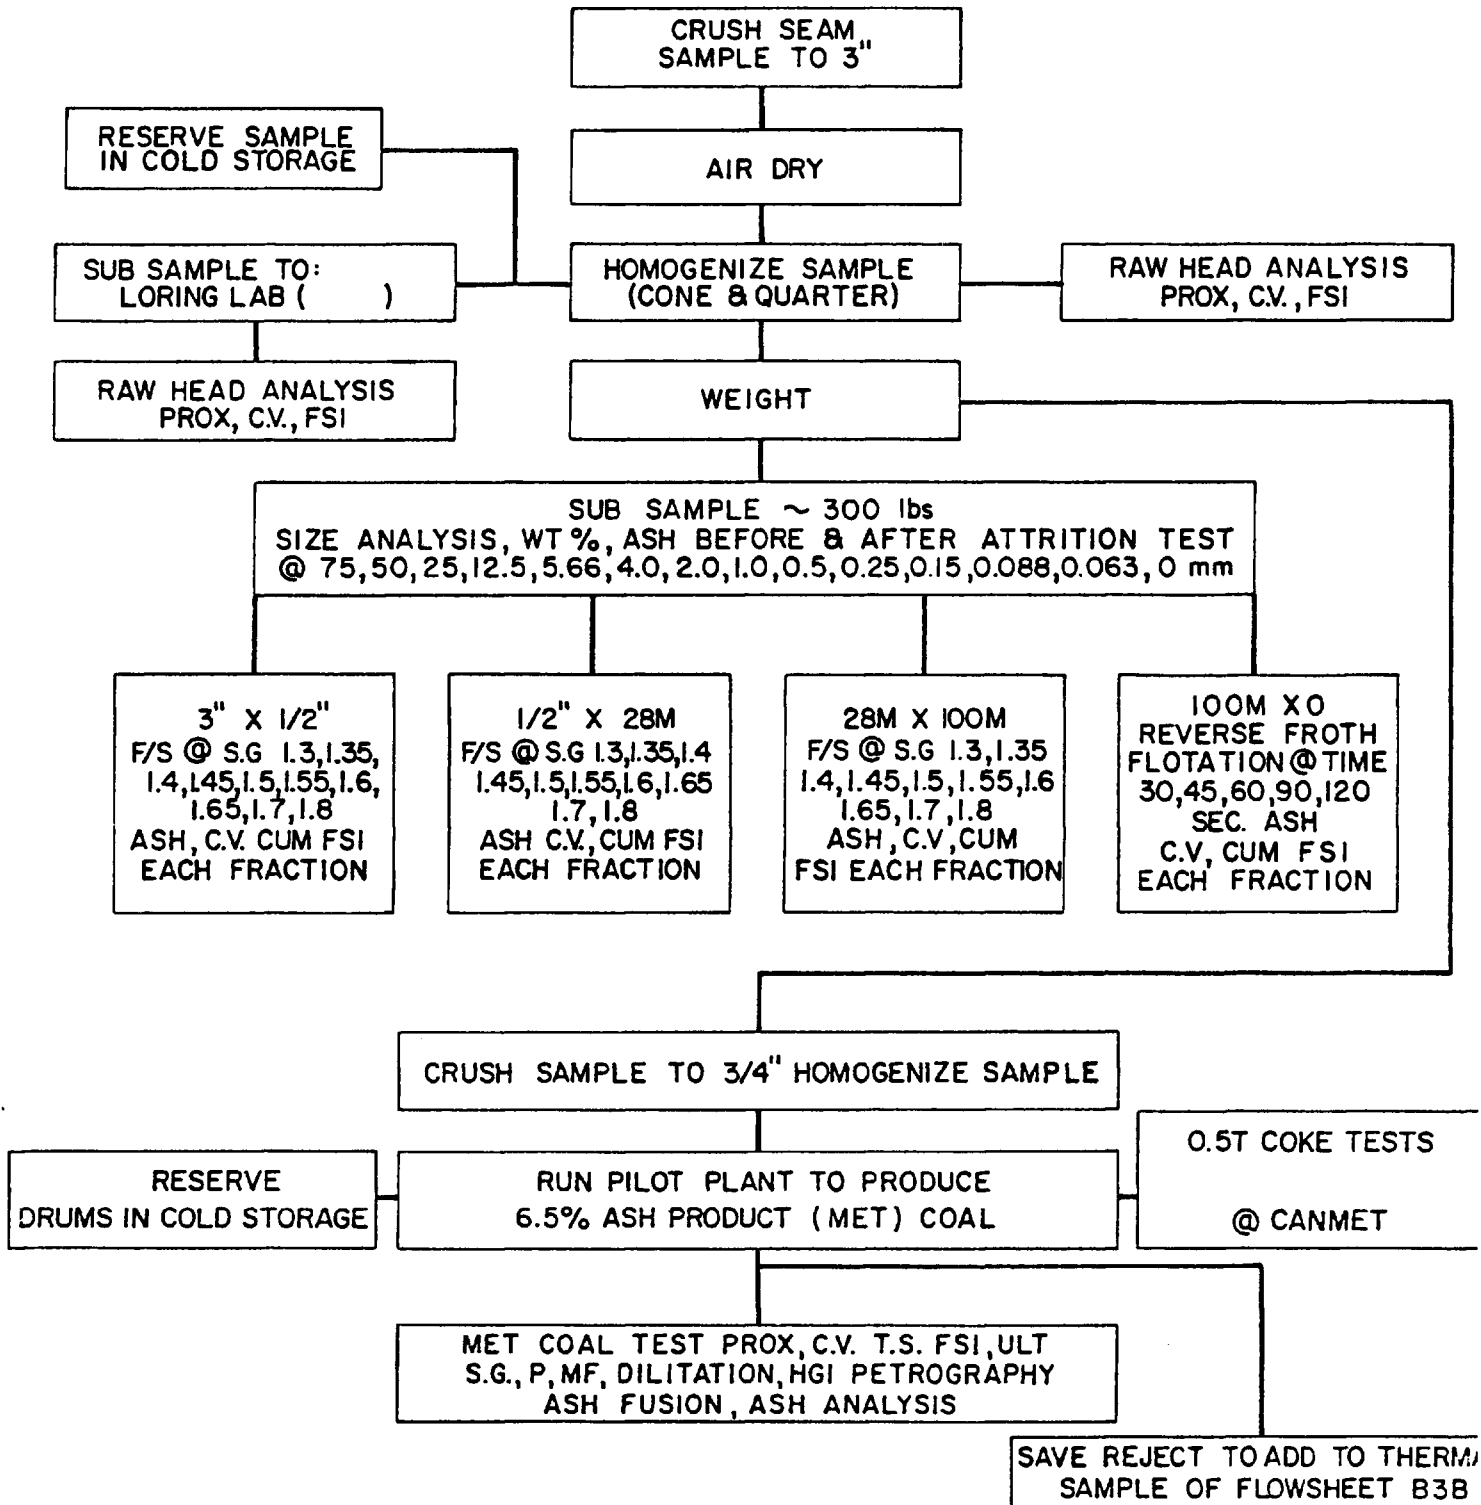 CRUSH SEAM
SAMPLE TO 3"
RESERVE SAMPLE
IN COLD STORAGE
AIR DRY
SUB SAMPLE TO:
LORING LAB (      )
HOMOGENIZE SAMPLE
(CONE & QUARTER)
RAW HEAD ANALYSIS
PROX, C.V., FSI
RAW HEAD ANALYSIS
PROX, C.V., FSI
WEIGHT
SUB SAMPLE ~ 300 lbs
SIZE ANALYSIS, WT %, ASH BEFORE & AFTER ATTRITION TEST
@ 75,50,25,12.5,5.66,4.0,2.0,1.0,0.5,0.25,0.15,0.088,0.063,0 mm
3" X 1/2"
F/S @ S.G 1.3,1.35,
1.4,1.45,1.5,1.55,1.6,
1.65,1.7,1.8
ASH, C.V. CUM FSI
EACH FRACTION
1/2" X 28M
F/S @ S.G 1.3,1.35,1.4
1.45,1.5,1.55,1.6,1.65
1.7,1.8
ASH C.V., CUM FSI
EACH FRACTION
28M X 100M
F/S @ S.G 1.3,1.35
1.4,1.45,1.5,1.55,1.6
1.65,1.7,1.8
ASH, C.V, CUM
FSI EACH FRACTION
100M X 0
REVERSE FROTH
FLOTATION @ TIME
30,45,60,90,120
SEC. ASH
C.V, CUM FSI
EACH FRACTION
CRUSH SAMPLE TO 3/4" HOMOGENIZE SAMPLE
RESERVE
DRUMS IN COLD STORAGE
RUN PILOT PLANT TO PRODUCE
6.5% ASH PRODUCT (MET) COAL
0.5T COKE TESTS
@ CANMET
MET COAL TEST PROX, C.V. T.S. FSI, ULT
S.G., P, MF, DILITATION, HGI PETROGRAPHY
ASH FUSION, ASH ANALYSIS
SAVE REJECT TO ADD TO THERMA
SAMPLE OF FLOWSHEET B3B